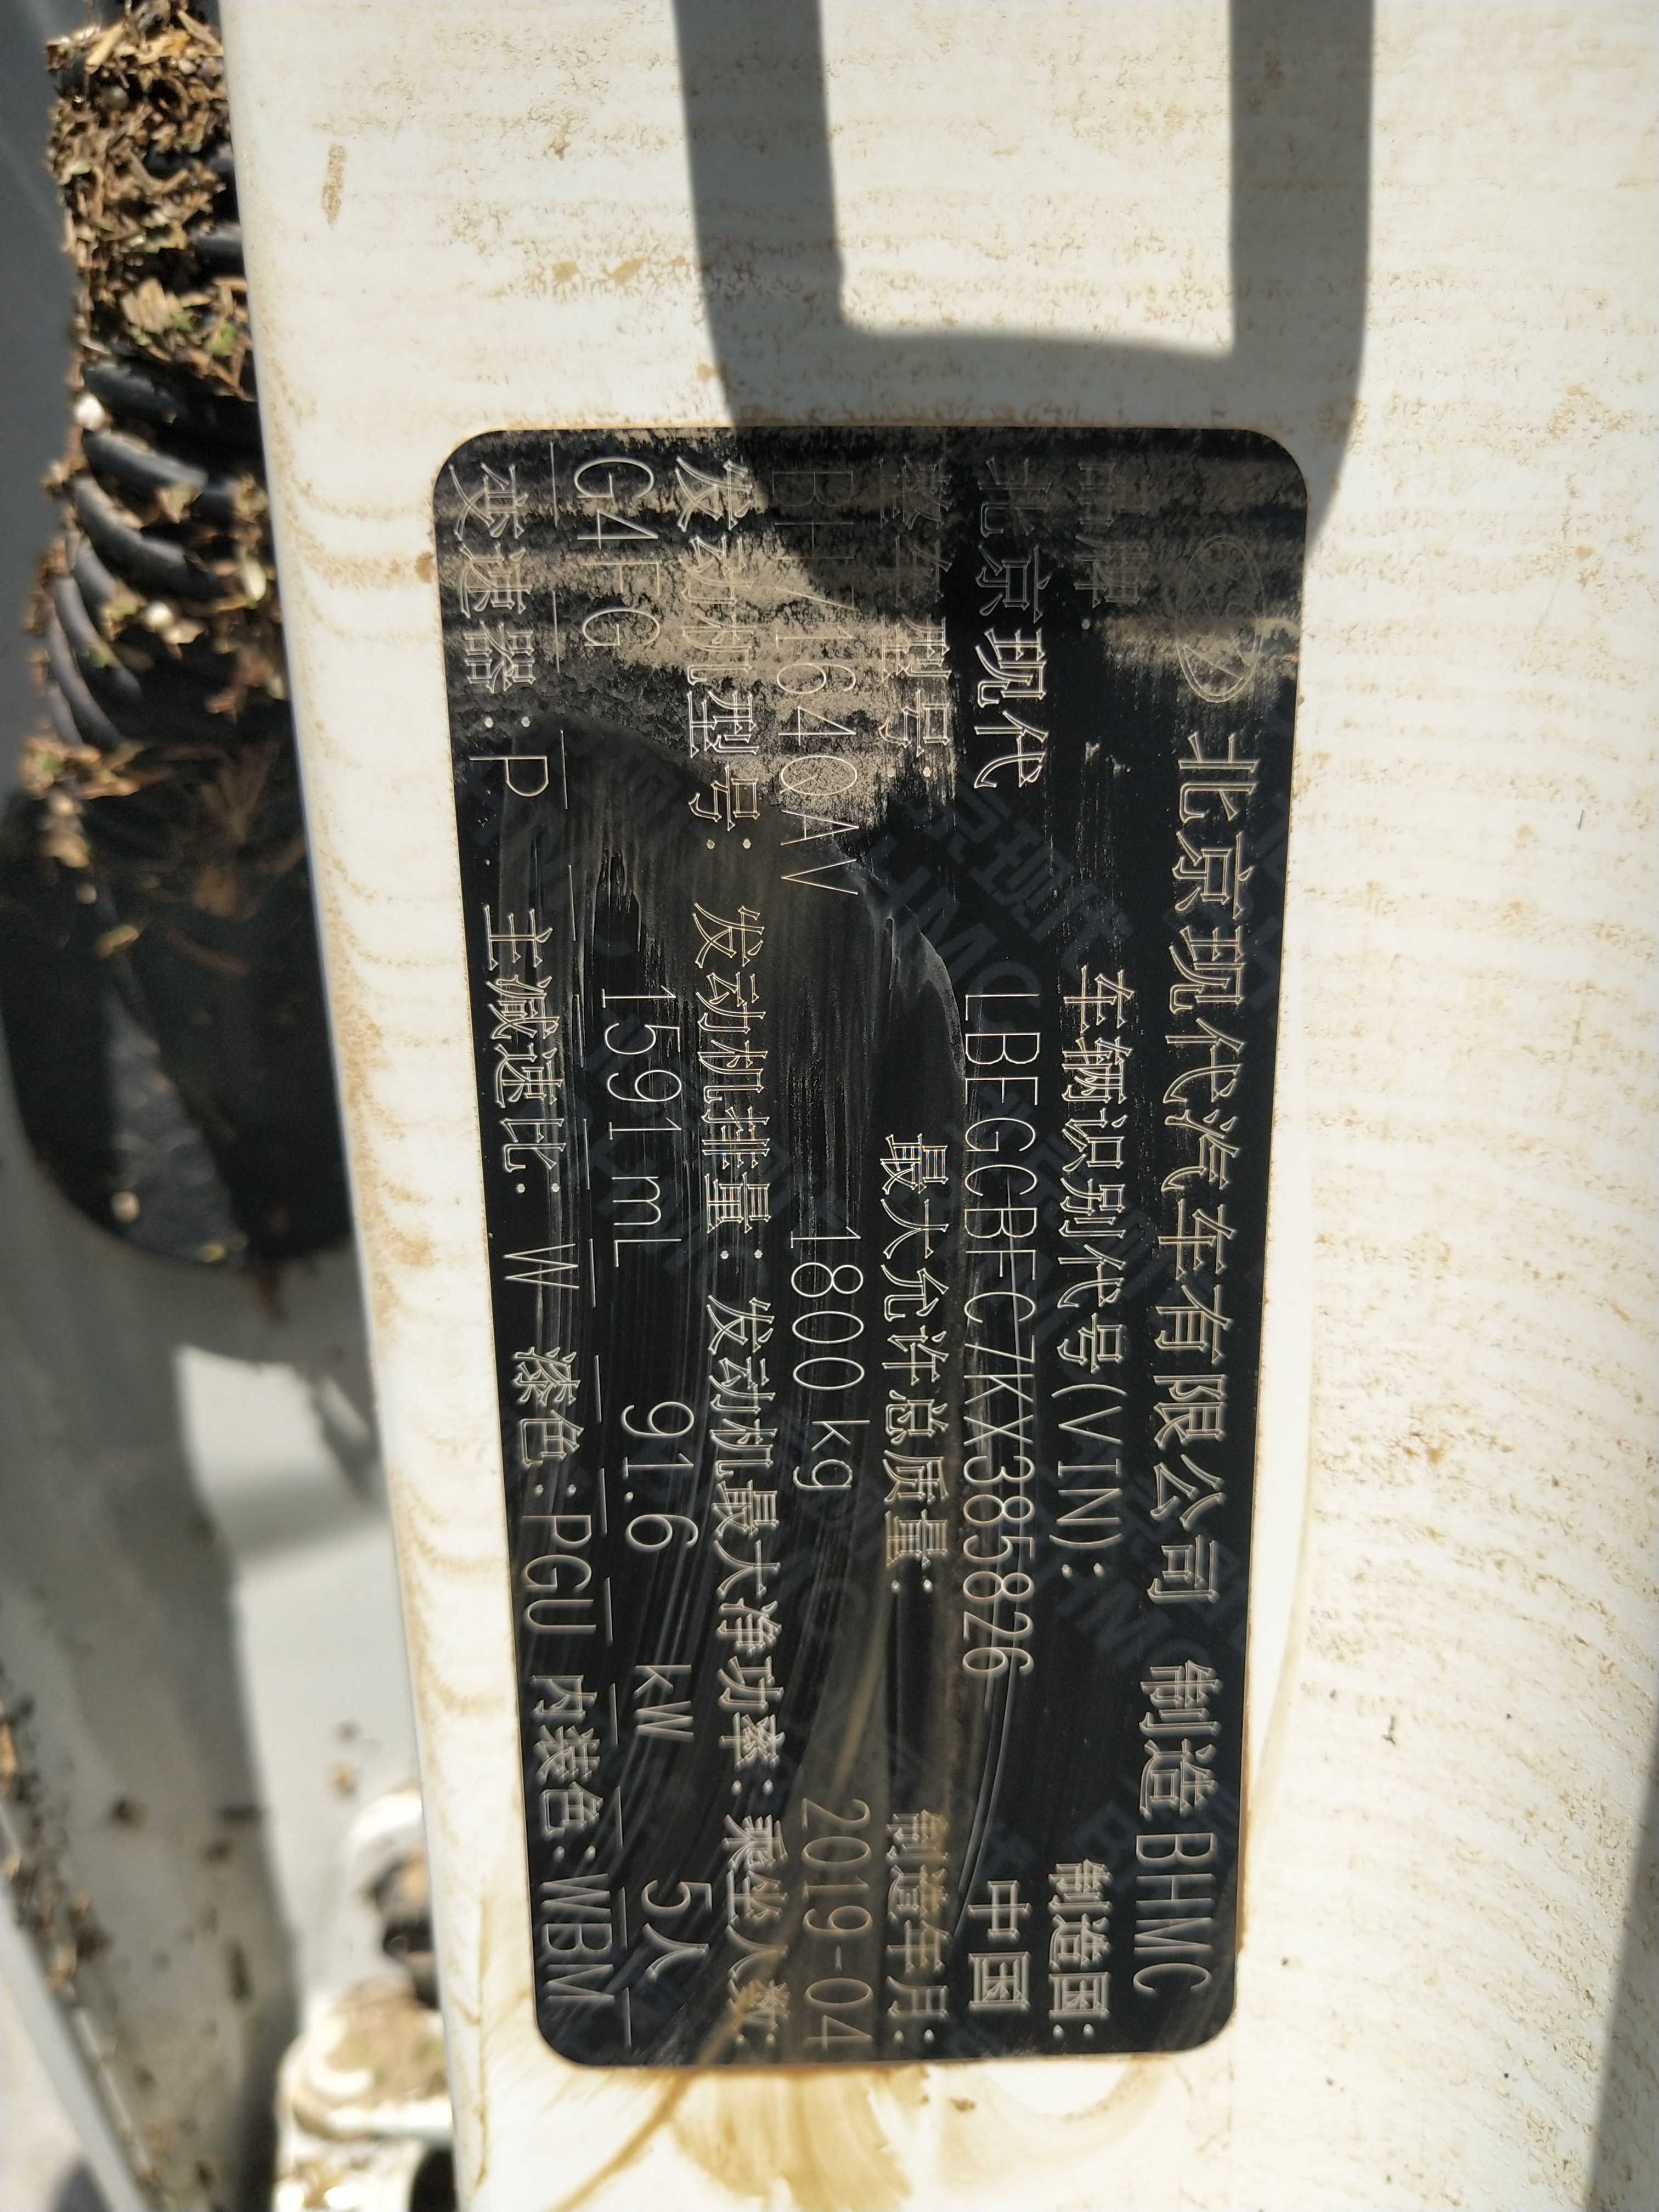 北京现代汽车有限公司 制造 BHMC
品牌: 车辆识别代号(VIN): 制造国:
北京现代 LBEGCBFC7KX385826 中国
整车型号: 最大允许总质量: 制造年月:
BH7164QAV 1800 kg 2019-04
发动机型号: 发动机排量: 发动机最大净功率: 乘坐人数:
G4FG 1591 mL 91.6 kW 5人
变速器: P 主减速比: W 漆色: PGU 内装色: WBM